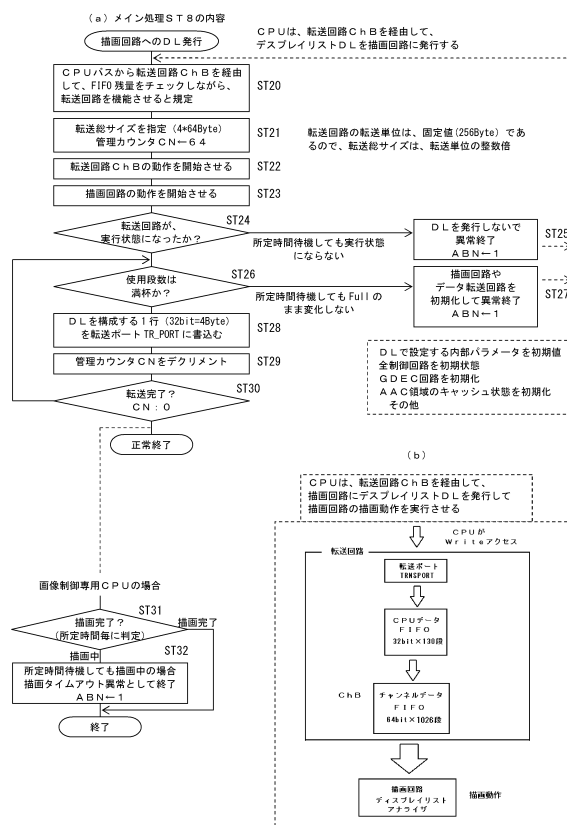 (a) メイン処理ST8の内容
描画回路へのDL発行
CPUは、転送回路ChBを経由して、
デスプレイリストDLを描画回路に発行する
CPUバスから転送回路ChBを経由
して、FIFO残量をチェックしながら、
転送回路を機能させると規定
ST20
転送総サイズを指定 (4*64Byte)
管理カウンタCN←64
ST21
転送回路の転送単位は、固定値(256Byte) であ
るので、転送総サイズは、転送単位の整数倍
転送回路ChBの動作を開始させる
ST22
描画回路の動作を開始させる
ST23
転送回路が、
実行状態になったか？
ST24
所定時間待機しても実行状態
にならない
DLを発行しないで
異常終了
ABN←1
ST25
使用段数は
満杯か？
ST26
所定時間待機してもFullの
まま変化しない
描画回路や
データ転送回路を
初期化して異常終了
ABN←1
ST27
DLを構成する1行 (32bit=4Byte)
を転送ポートTR_PORTに書込む
ST28
管理カウンタCNをデクリメント
ST29
転送完了？
CN：0
ST30
正常終了
DLで設定する内部パラメータを初期値
全制御回路を初期状態
GDEC回路を初期化
AAC領域のキャッシュ状態を初期化
その他
(b)
CPUは、転送回路ChBを経由して、
描画回路にデスプレイリストDLを発行して
描画回路の描画動作を実行させる
CPUが
Writeアクセス
転送回路
転送ポート
TRNSPORT
CPUデータ
FIFO
32bit×130段
ChB
チャンネルデータ
FIFO
64bit×1026段
描画回路
ディスプレイリスト
アナライザ
描画動作
画像制御専用CPUの場合
描画完了？
(所定時間毎に判定)
ST31
描画完了
描画中
ST32
所定時間待機しても描画中の場合
描画タイムアウト異常として終了
ABN←1
終了